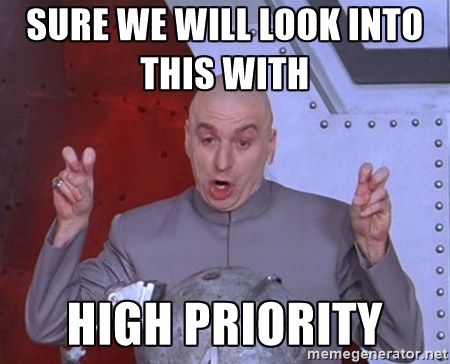 SURE WE WILL LOOK INTO
THIS WITH
HIGH PRIORITY
memegenerator.net